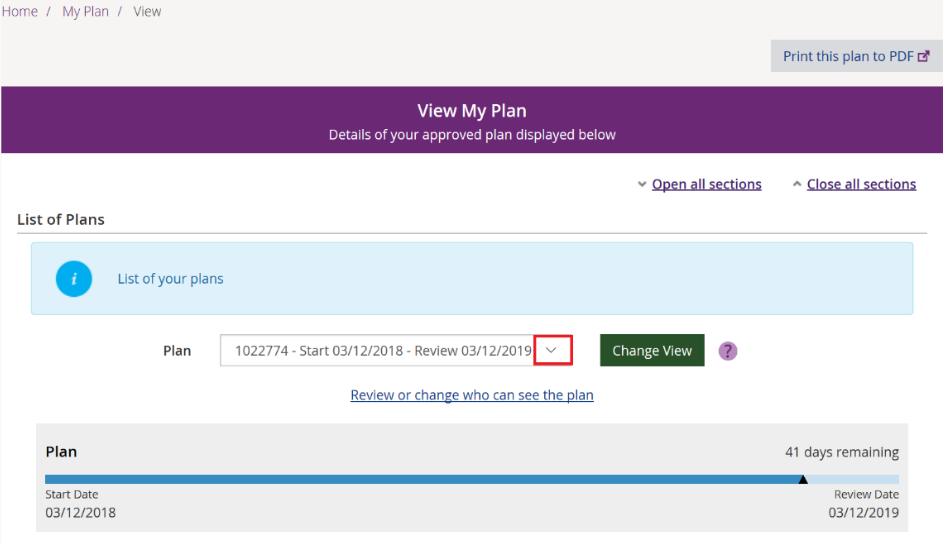 Home / My Plan / View
Print this plan to PDF
View My Plan
Details of your approved plan displayed below
Open all sections Close all sections
List of Plans
i List of your plans
Plan 1022774 - Start 03/12/2018 - Review 03/12/2019 Change View ?
Review or change who can see the plan
Plan 41 days remaining
Start Date Review Date
03/12/2018 03/12/2019